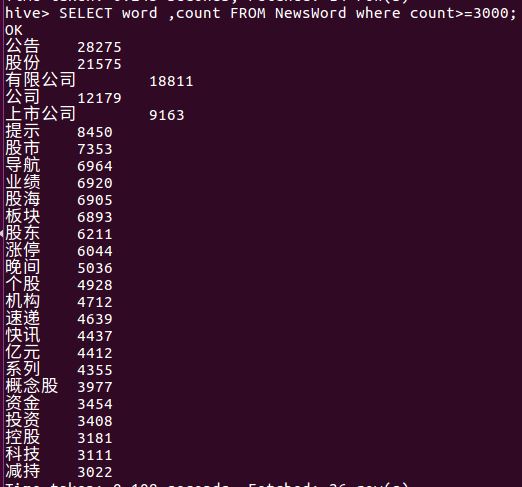 hive> SELECT word ,count FROM NewsWord where count>=3000;
OK
公告 28275
股份 21575
有限公司 18811
公司 12179
上市公司 9163
提示 8450
股市 7353
导航 6964
业绩 6920
股海 6905
板块 6893
股东 6211
涨停 6044
晚间 5036
个股 4928
机构 4712
速递 4639
快讯 4437
亿元 4412
系列 4355
概念股 3977
资金 3454
投资 3408
控股 3181
科技 3111
减持 3022